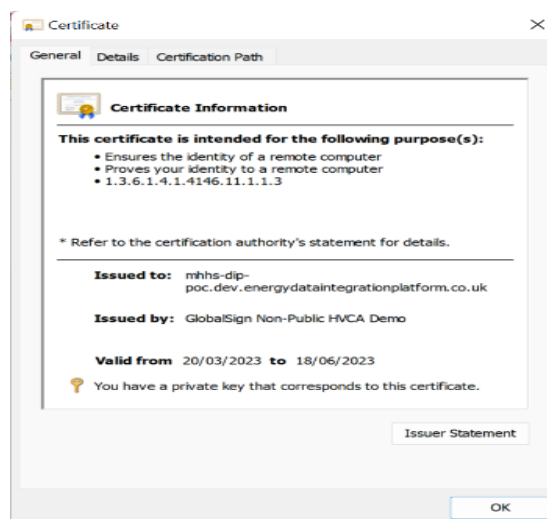 Certificate
General Details Certification Path
Certificate Information
This certificate is intended for the following purpose(s):
• Ensures the identity of a remote computer
• Proves your identity to a remote computer
• 1.3.6.1.4.1.4146.11.1.1.3
* Refer to the certification authority's statement for details.
Issued to: mhhs-dip-
poc.dev.energydataintegrationplatform.co.uk
Issued by: GlobalSign Non-Public HVCA Demo
Valid from 20/03/2023 to 18/06/2023
You have a private key that corresponds to this certificate.
Issuer Statement
OK